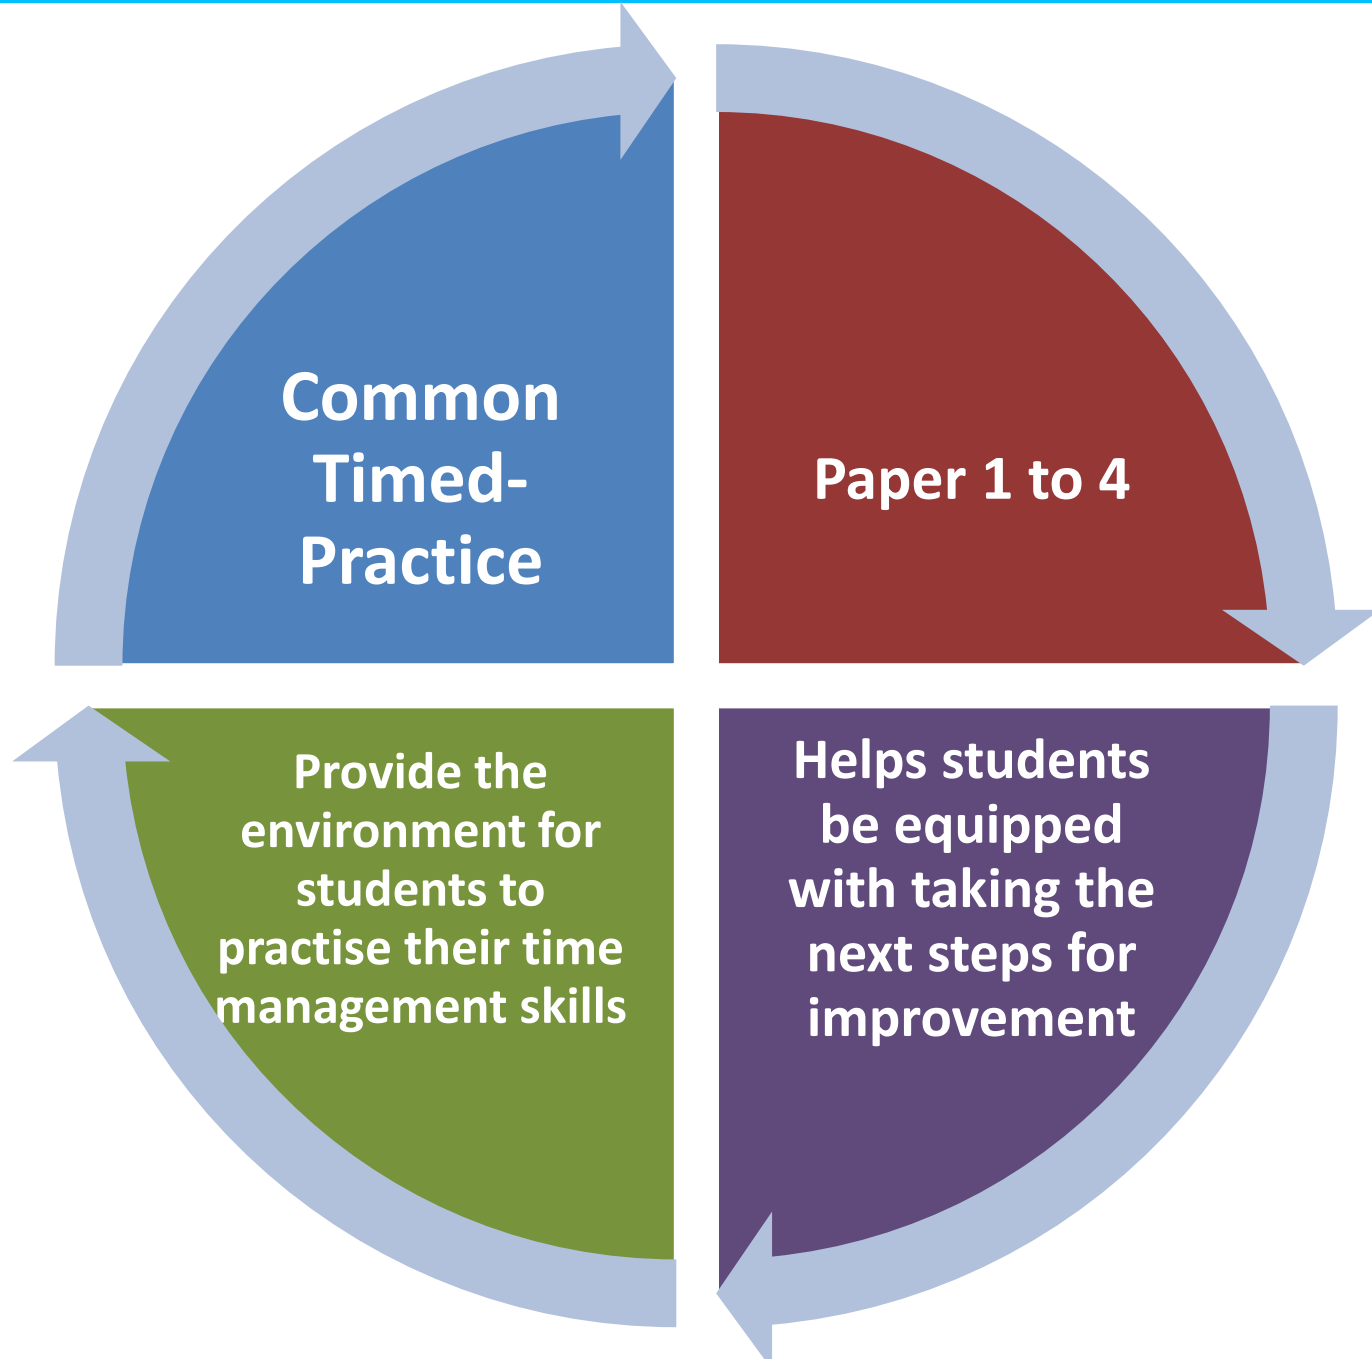 Common
Timed-
Practice
Paper 1 to 4
Helps students
be equipped
with taking the
next steps for
improvement
Provide the
environment for
students to
practise their time
management skills